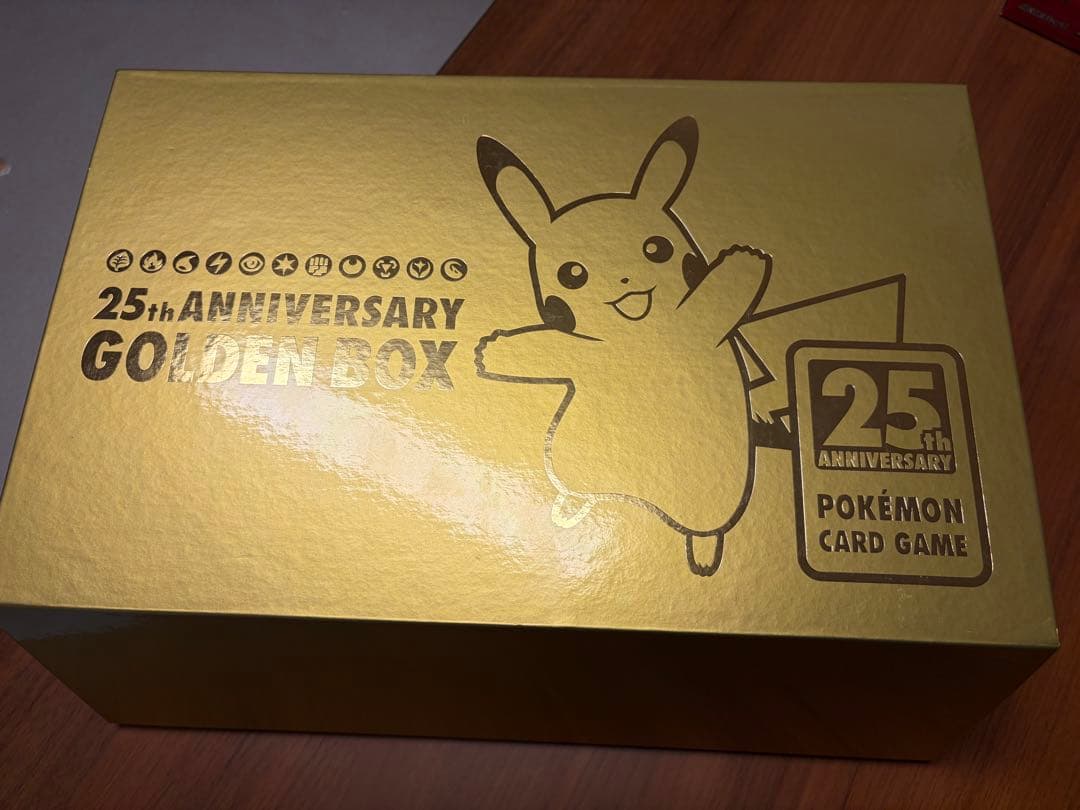 25th ANNIVERSARY
GOLDEN BOX
25th
ANNIVERSARY
POKÉMON
CARD GAME